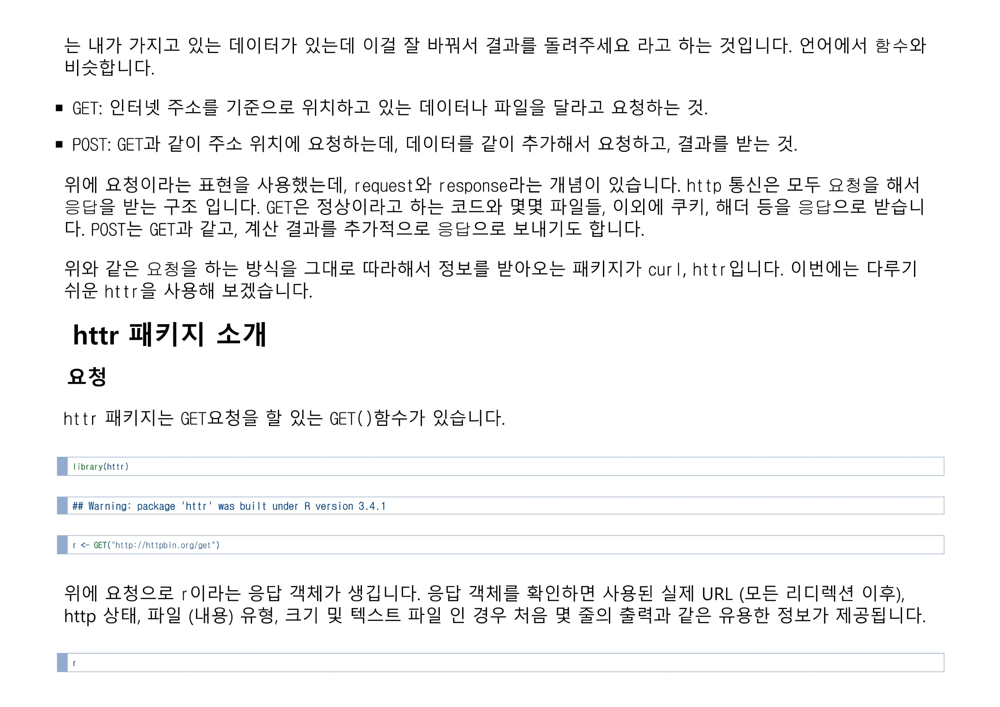 는 내가 가지고 있는 데이터가 있는데 이걸 잘 바꿔서 결과를 돌려주세요 라고 하는 것입니다. 언어에서 함수와
비슷합니다.
■ GET: 인터넷 주소를 기준으로 위치하고 있는 데이터나 파일을 달라고 요청하는 것.
■ POST: GET과 같이 주소 위치에 요청하는데, 데이터를 같이 추가해서 요청하고, 결과를 받는 것.
위에 요청이라는 표현을 사용했는데, request와 response라는 개념이 있습니다. http 통신은 모두 요청을 해서
응답을 받는 구조 입니다. GET은 정상이라고 하는 코드와 몇몇 파일들, 이외에 쿠키, 해더 등을 응답으로 받습니
다. POST는 GET과 같고, 계산 결과를 추가적으로 응답으로 보내기도 합니다.
위와 같은 요청을 하는 방식을 그대로 따라해서 정보를 받아오는 패키지가 curl, httr입니다. 이번에는 다루기
쉬운 httr을 사용해 보겠습니다.
httr 패키지 소개
요청
httr 패키지는 GET요청을 할 있는 GET()함수가 있습니다.
library(httr)
## Warning: package 'httr' was built under R version 3.4.1
r <- GET("http://httpbin.org/get")
위에 요청으로 r이라는 응답 객체가 생깁니다. 응답 객체를 확인하면 사용된 실제 URL (모든 리디렉션 이후),
http 상태, 파일 (내용) 유형, 크기 및 텍스트 파일 인 경우 처음 몇 줄의 출력과 같은 유용한 정보가 제공됩니다.
r